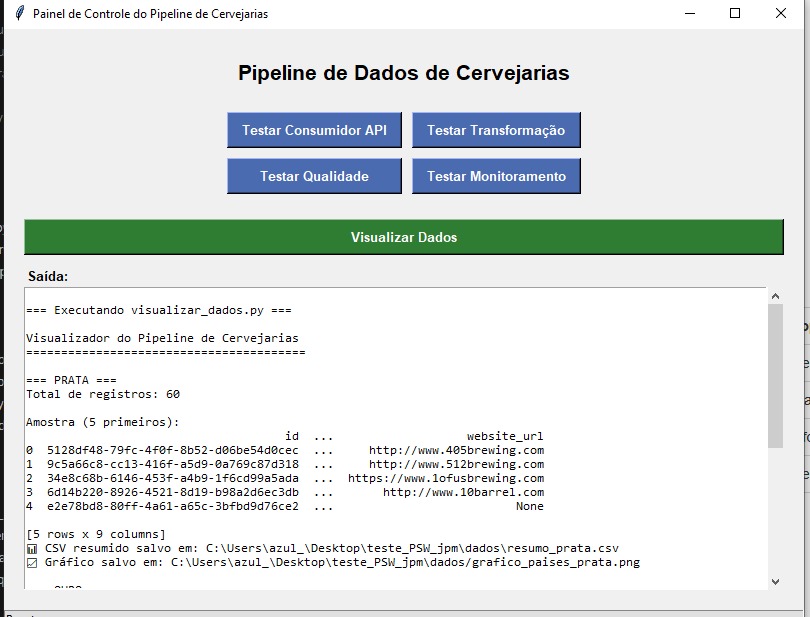 Painel de Controle do Pipeline de Cervejarias
Pipeline de Dados de Cervejarias
Testar Consumidor API
Testar Transformação
Testar Qualidade
Testar Monitoramento
Visualizar Dados
Saída:
=== Executando visualizar_dados.py ===
Visualizador do Pipeline de Cervejarias
========================================
=== PRATA ===
Total de registros: 60
Amostra (5 primeiros):
id ... website_url
0 5128df48-79fc-4f0f-8b52-d06be54d0cec ... http://www.405brewing.com
1 9c5a66c8-cc13-416f-a5d9-0a769c87d318 ... http://www.512brewing.com
2 34e8c68b-6146-453f-a4b9-1f6cd99a5ada ... https://www.1ofusbrewing.com
3 6d14b220-8926-4521-8d19-b98a2d6ec3db ... http://www.10barrel.com
4 e2e78bd8-80ff-4a61-a65c-3bfbd9d76ce2 ... None
[5 rows x 9 columns]
CSV resumido salvo em: C:\Users\azul_\Desktop\teste_PSW_jpm\dados\resumo_prata.csv
Gráfico salvo em: C:\Users\azul_\Desktop\teste_PSW_jpm\dados/grafico_paises_prata.png